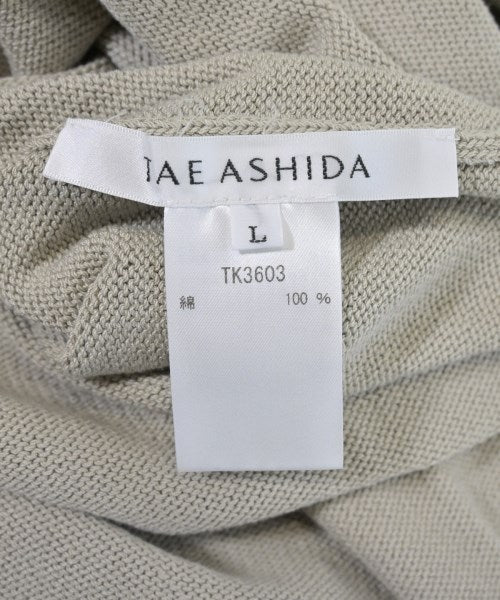 TAE ASHIDA
L
TK3603
綿 100 %